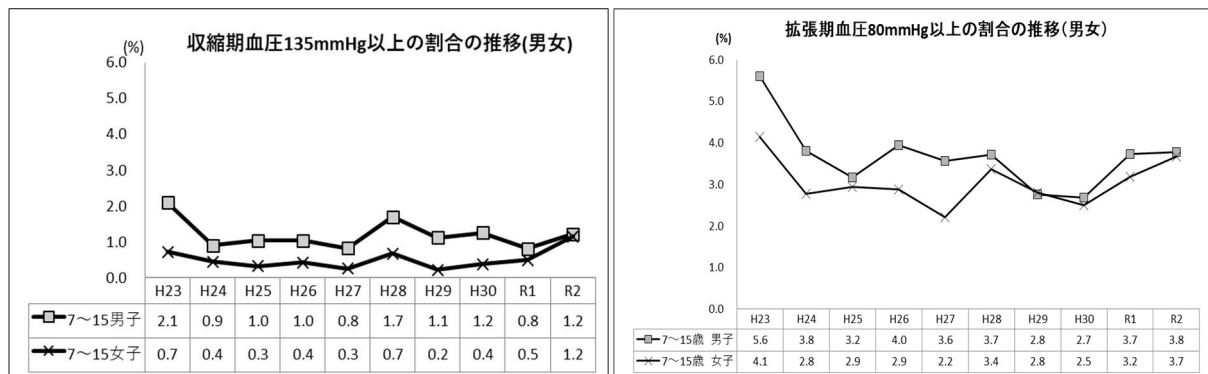 収縮期血圧135mmHg以上の割合の推移(男女)
(%)
6.0
5.0
4.0
3.0
2.0
1.0
0.0
H23 H24 H25 H26 H27 H28 H29 H30 R1 R2
7～15男子 2.1 0.9 1.0 1.0 0.8 1.7 1.1 1.2 0.8 1.2
7～15女子 0.7 0.4 0.3 0.4 0.3 0.7 0.2 0.4 0.5 1.2
拡張期血圧80mmHg以上の割合の推移(男女)
(%)
6.0
5.0
4.0
3.0
2.0
1.0
0.0
H23 H24 H25 H26 H27 H28 H29 H30 R1 R2
7～15歳 男子 5.6 3.8 3.2 4.0 3.6 3.7 2.8 2.7 3.7 3.8
7～15歳 女子 4.1 2.8 2.9 2.9 2.2 3.4 2.8 2.5 3.2 3.7